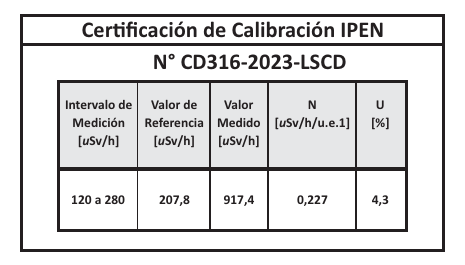 Certificación de Calibración IPEN
N° CD316-2023-LSCD
Intervalo de Medición [uSv/h] Valor de Referencia [uSv/h] Valor Medido [uSv/h] N [uSv/h/u.e.1] U [%]
120 a 280 207,8 917,4 0,227 4,3